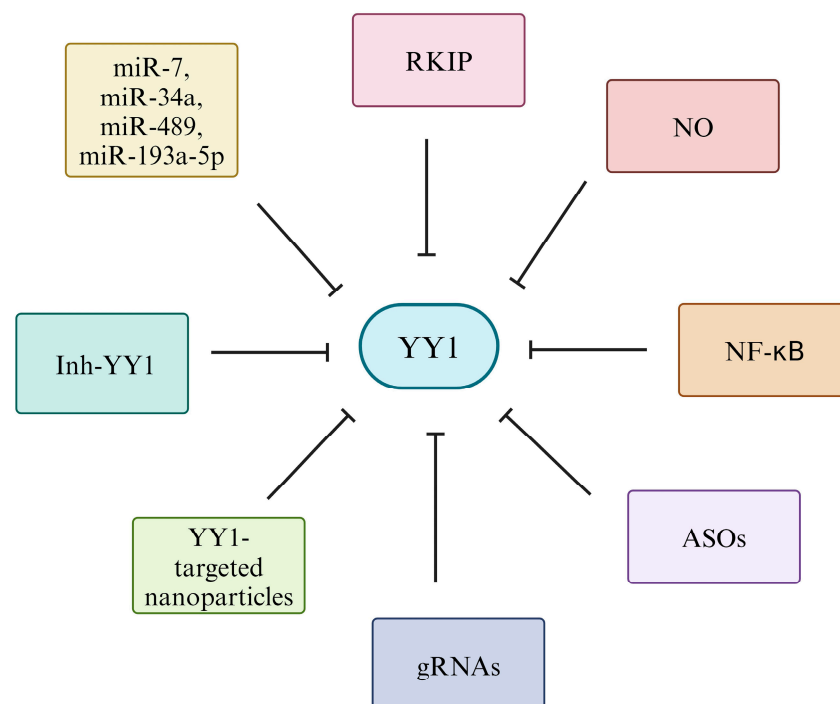 RKIP
miR-7,
miR-34a,
miR-489,
miR-193a-5p
NO
YY1
Inh-YY1
NF-κB
YY1-
targeted
nanoparticles
ASOs
gRNAs